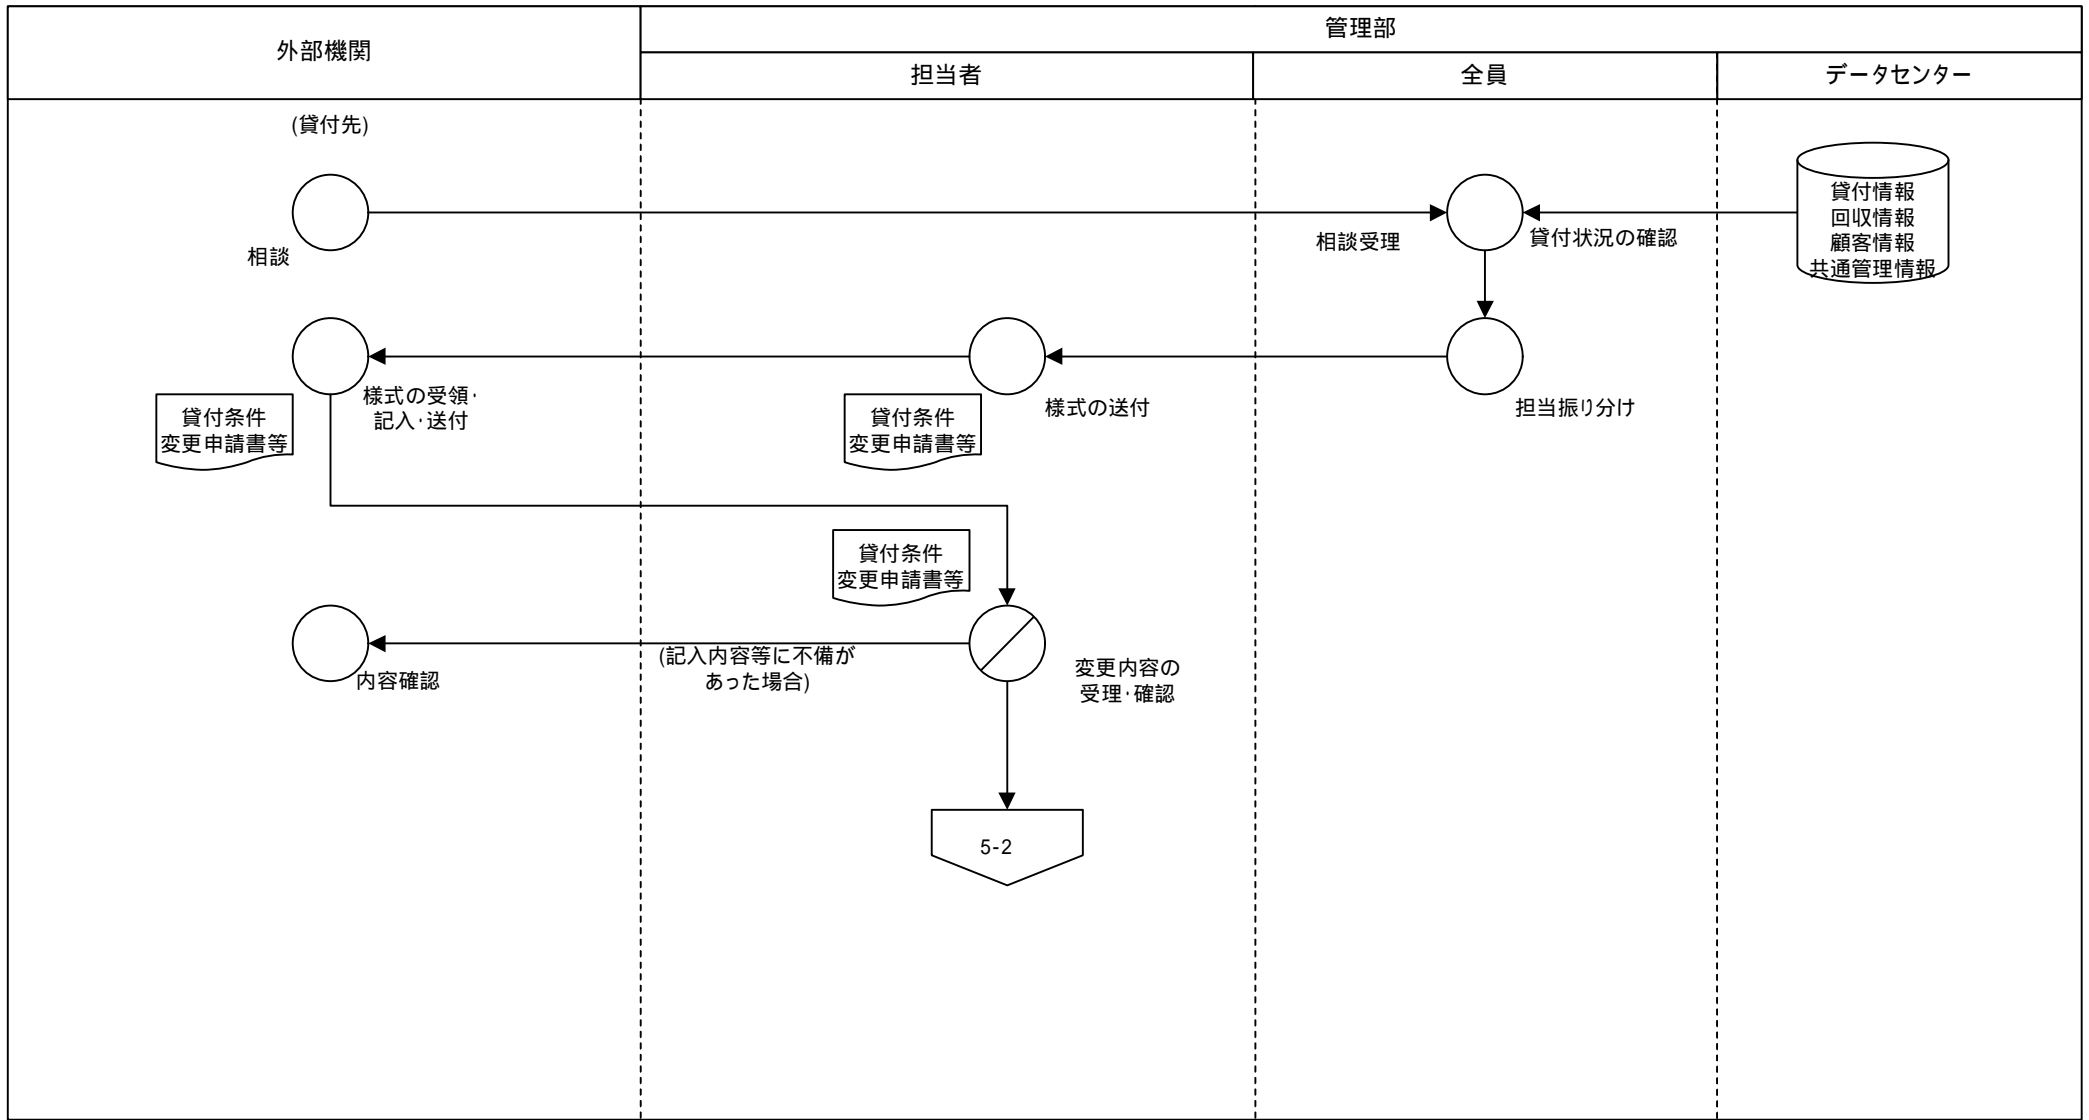 外部機関
管理部
担当者
全員
データセンター
(貸付先)
相談
相談受理
貸付状況の確認
貸付情報
回収情報
顧客情報
共通管理情報
様式の受領・
記入・送付
貸付条件
変更申請書等
様式の送付
貸付条件
変更申請書等
担当振り分け
貸付条件
変更申請書等
内容確認
(記入内容等に不備が
あった場合)
変更内容の
受理・確認
5-2